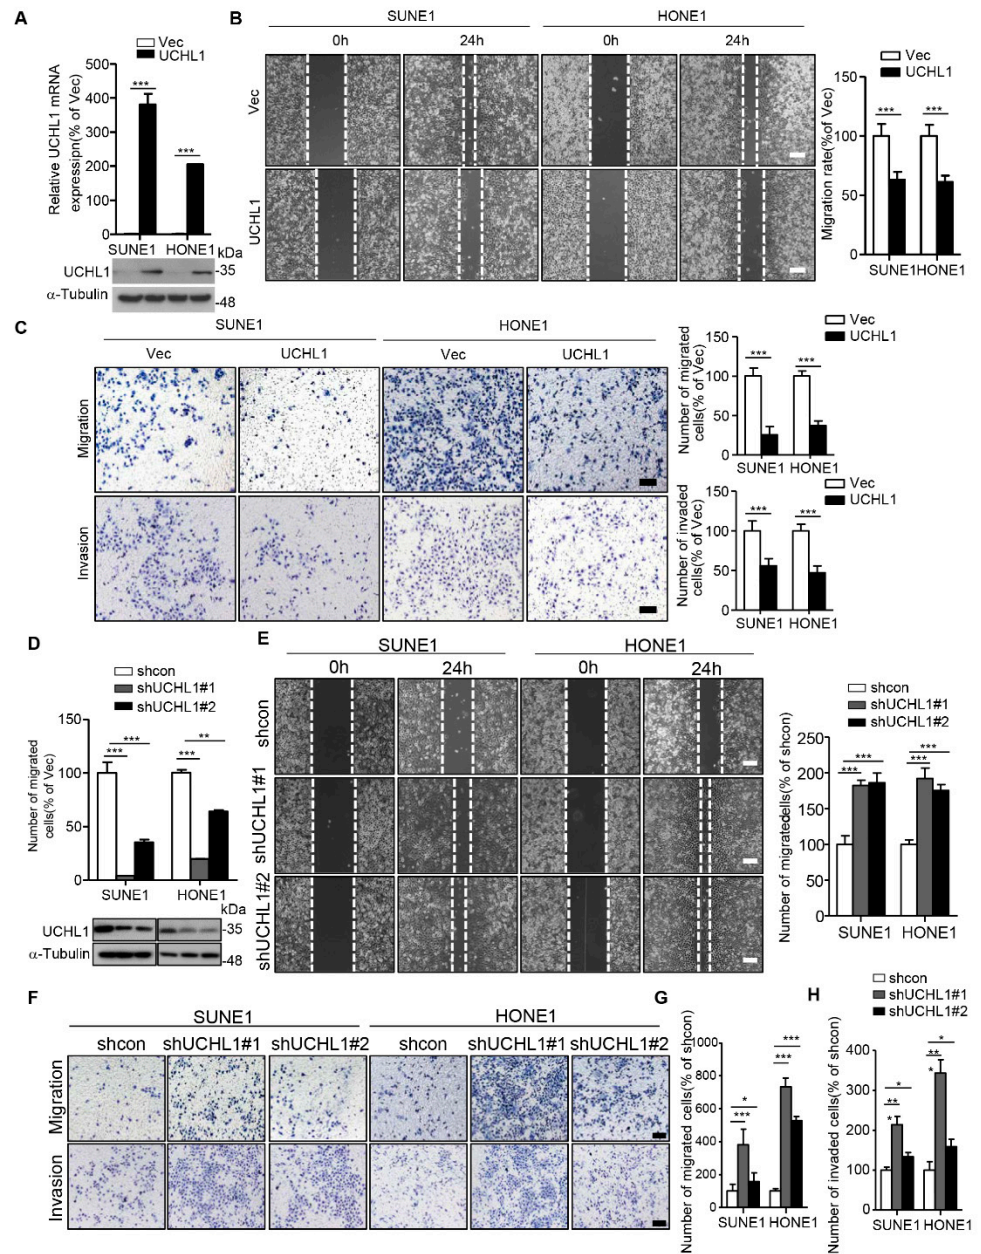 A
Vec
UCHL1
Relative UCHL1 mRNA
expressipn(% of Vec)
500
400
300
200
100
0
***
***
SUNE1 HONE1
kDa
UCHL1
-35
α-Tubulin
-48
B
SUNE1 HONE1
0h 24h 0h 24h
Vec
UCHL1
Vec
UCHL1
Migration rate(%of Vec)
150
100
50
0
*** ***
SUNE1HONE1
C
SUNE1 HONE1
Vec UCHL1 Vec UCHL1
Migration
Invasion
Vec
UCHL1
Number of migrated
cells(% of Vec)
150
100
50
0
*** ***
SUNE1 HONE1
Vec
UCHL1
Number of invaded
cells(% of Vec)
150
100
50
0
*** ***
SUNE1 HONE1
D
shcon
shUCHL1#1
shUCHL1#2
Number of migrated
cells(% of Vec)
150
100
50
0
***
***
**
***
SUNE1 HONE1
kDa
UCHL1
-35
α-Tubulin
-48
E
SUNE1 HONE1
0h 24h 0h 24h
shcon
shUCHL1#1
shUCHL1#2
shcon
shUCHL1#1
shUCHL1#2
Number of migratedcells(% of shcon)
250
200
150
100
50
0
***
***
***
***
SUNE1 HONE1
F
SUNE1 HONE1
shcon shUCHL1#1 shUCHL1#2 shcon shUCHL1#1 shUCHL1#2
Migration
Invasion
G
Number of migrated cells(% of shcon)
1000
800
600
400
200
0
*
***
***
***
SUNE1 HONE1
H
shcon
shUCHL1#1
shUCHL1#2
Number of invaded cells(% of shcon)
400
300
200
100
0
*
**
*
*
**
*
SUNE1 HONE1